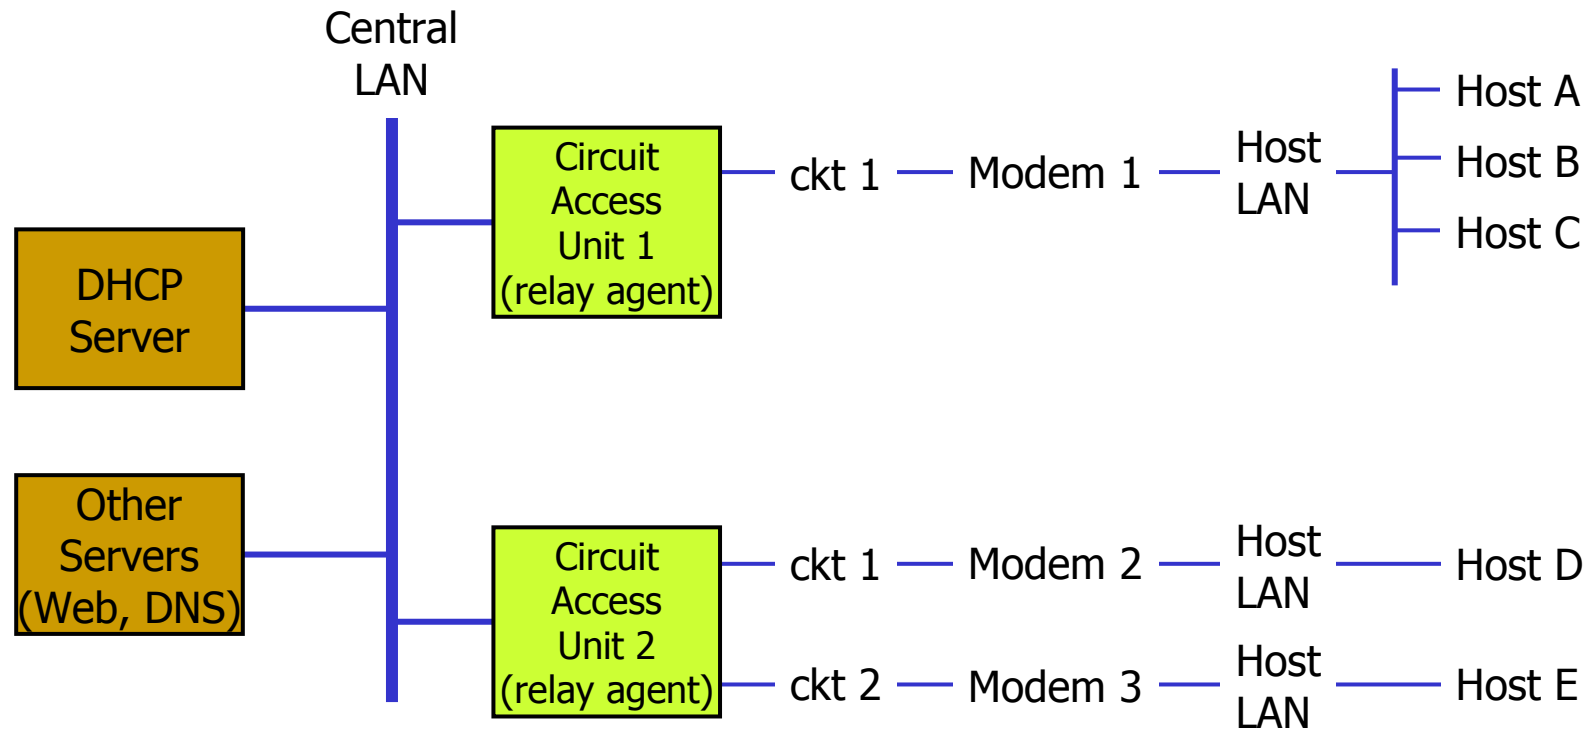 Central
LAN
DHCP
Server
Other
Servers
(Web, DNS)
Circuit
Access
Unit 1
(relay agent)
ckt 1
Modem 1
Host
LAN
Host A
Host B
Host C
Circuit
Access
Unit 2
(relay agent)
ckt 1
Modem 2
Host
LAN
Host D
ckt 2
Modem 3
Host
LAN
Host E